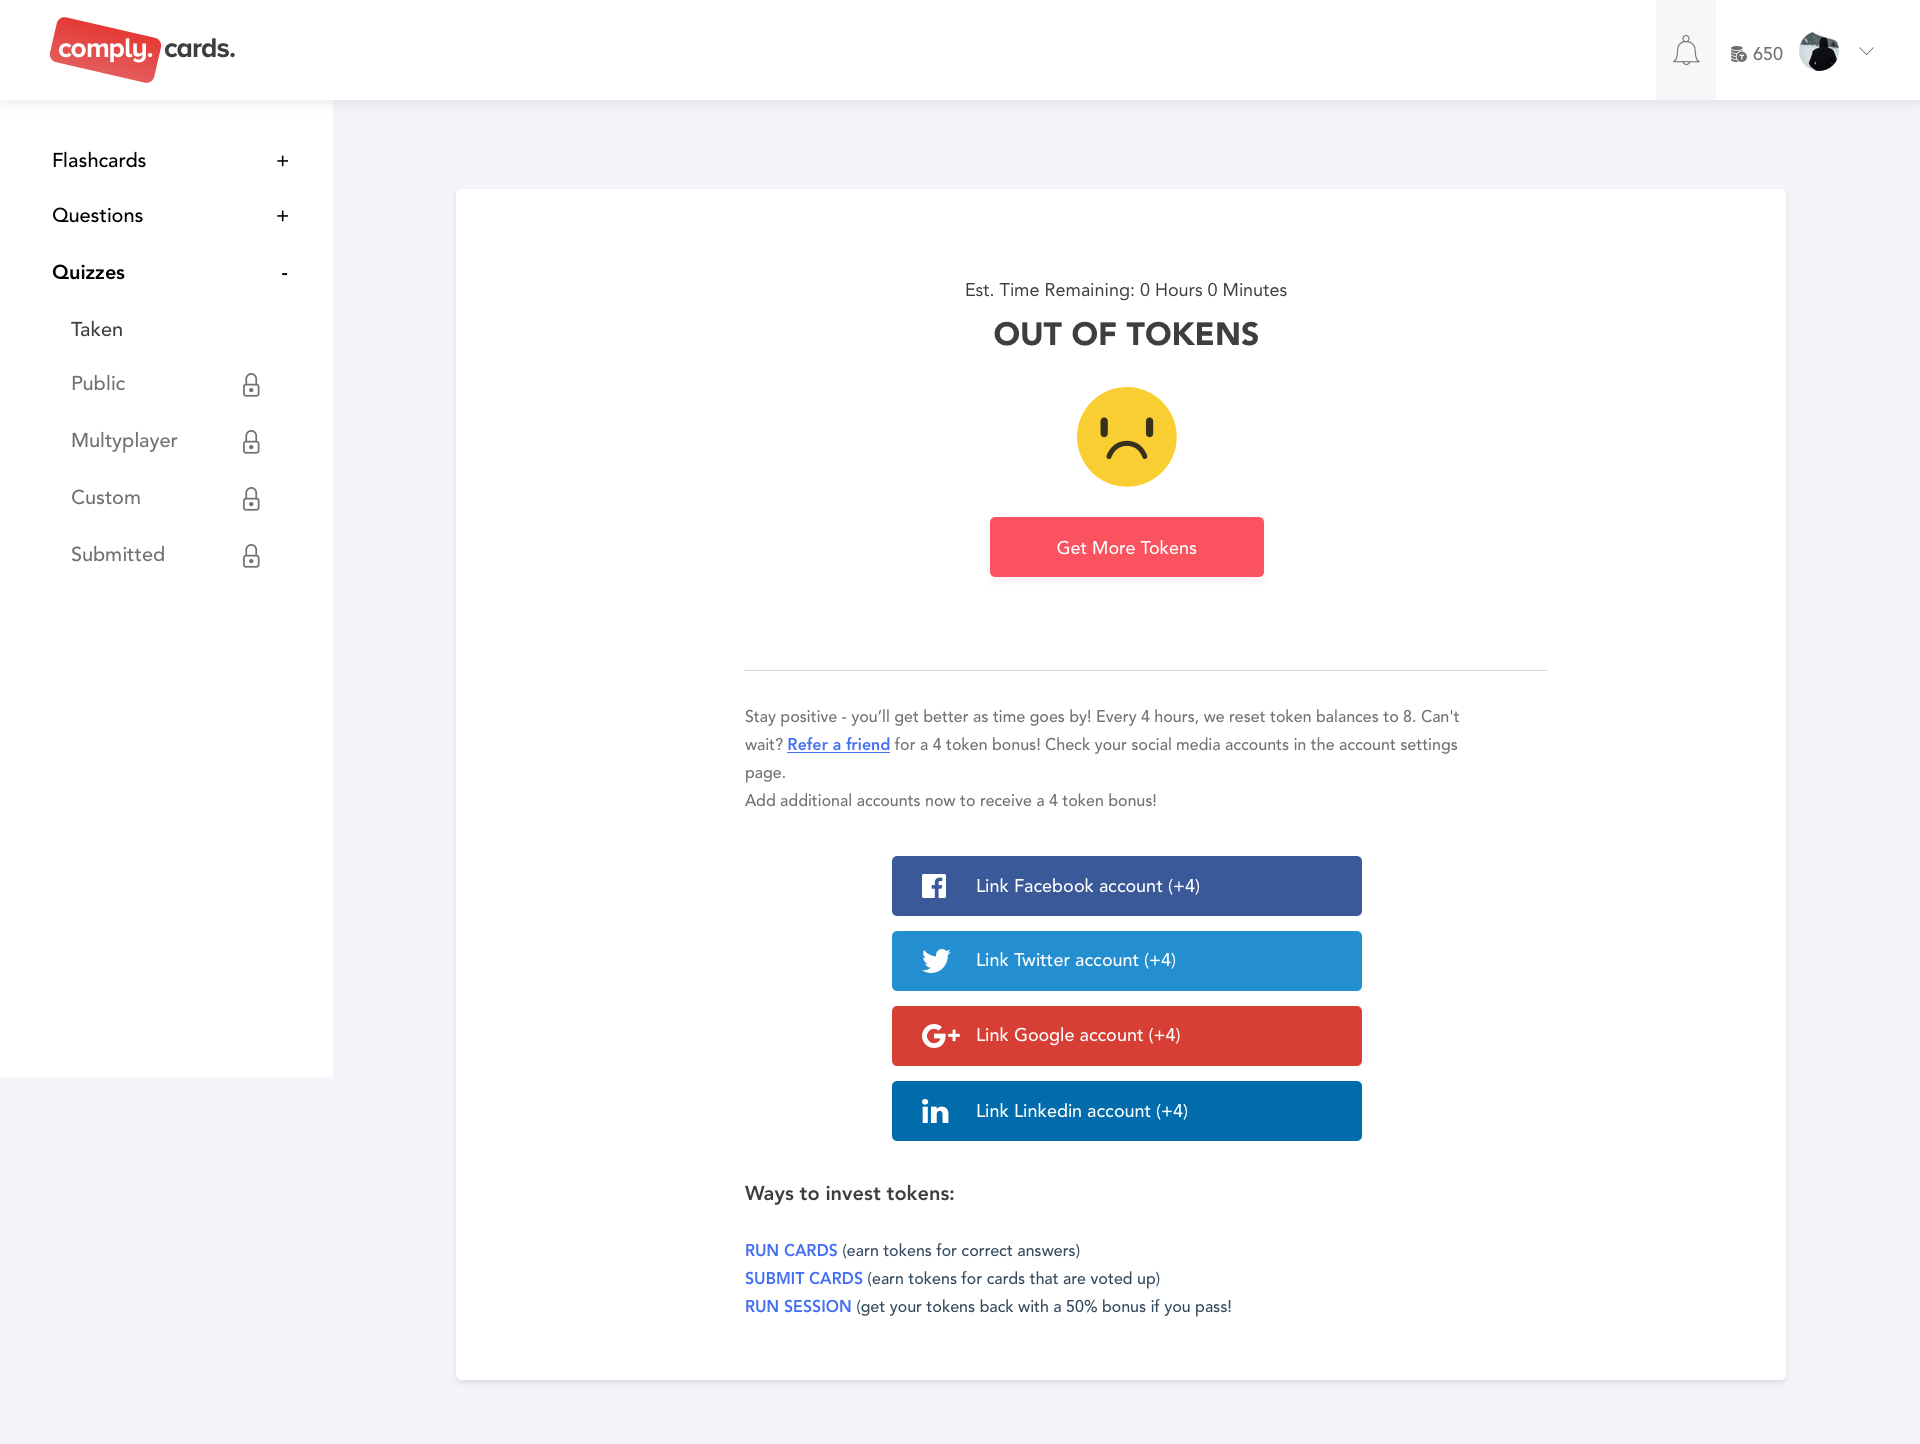 comply. cards.
650
Flashcards +
Questions +
Quizzes -
Taken
Public
Multyplayer
Custom
Submitted
Est. Time Remaining: 0 Hours 0 Minutes
OUT OF TOKENS
Get More Tokens
Stay positive - you’ll get better as time goes by! Every 4 hours, we reset token balances to 8. Can't
wait? Refer a friend for a 4 token bonus! Check your social media accounts in the account settings
page.
Add additional accounts now to receive a 4 token bonus!
Link Facebook account (+4)
Link Twitter account (+4)
G+ Link Google account (+4)
in Link Linkedin account (+4)
Ways to invest tokens:
RUN CARDS (earn tokens for correct answers)
SUBMIT CARDS (earn tokens for cards that are voted up)
RUN SESSION (get your tokens back with a 50% bonus if you pass!